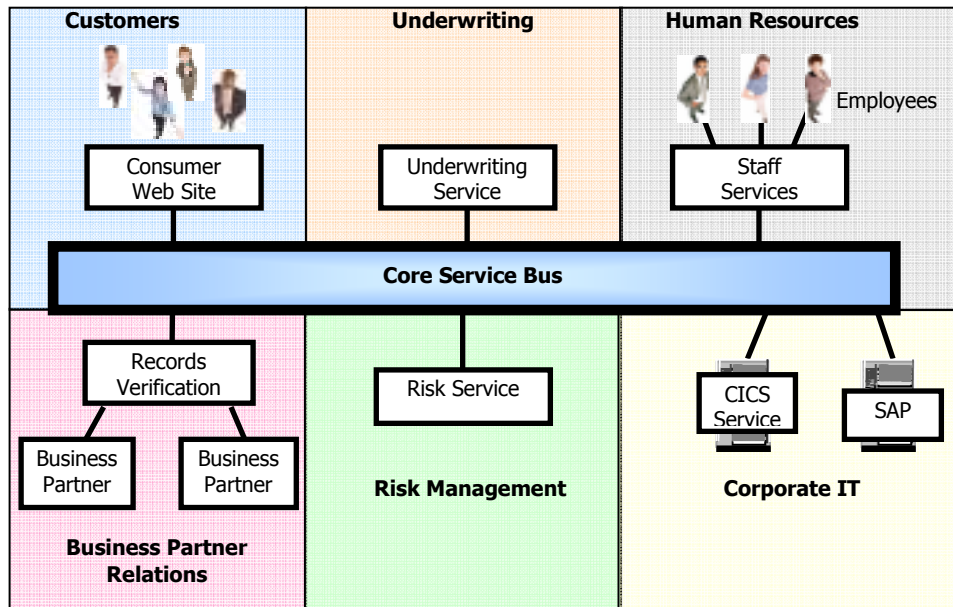 Customers
Underwriting
Human Resources
Employees
Consumer
Web Site
Underwriting
Service
Staff
Services
Core Service Bus
Records
Verification
Risk Service
CICS
Service
SAP
Business
Partner
Business
Partner
Risk Management
Corporate IT
Business Partner
Relations